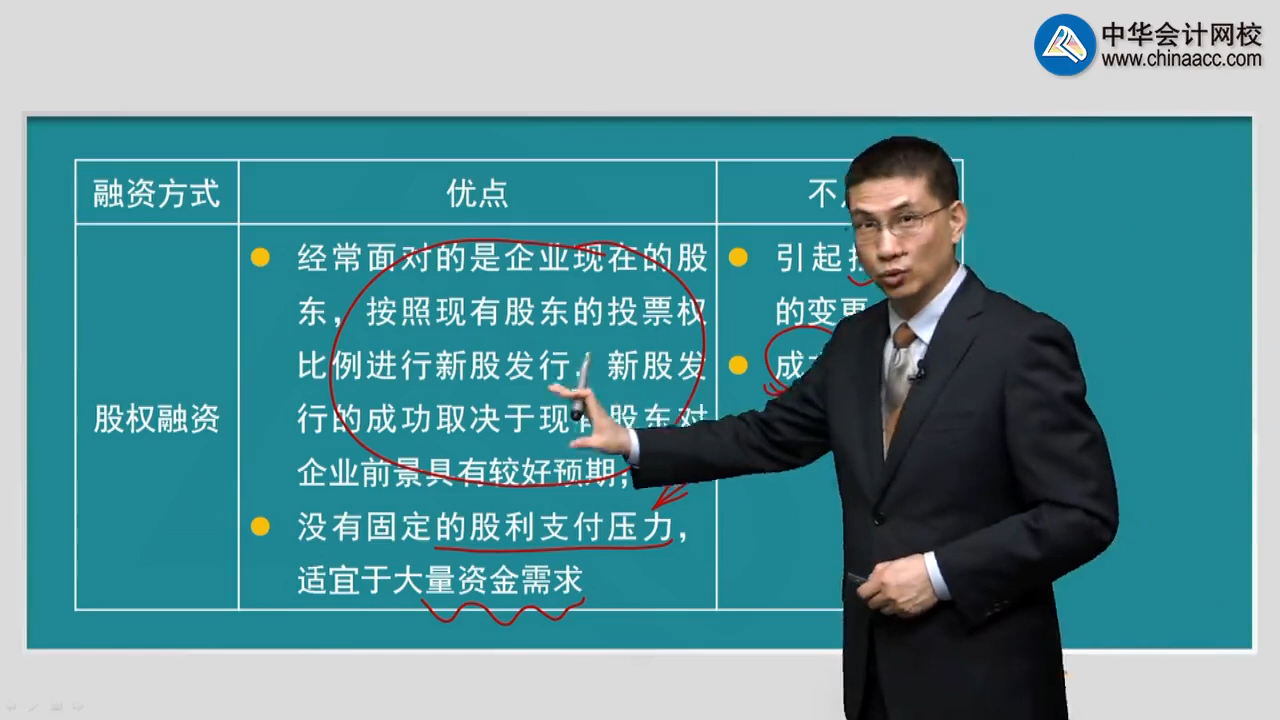 中华会计网校
www.chinaacc.com
融资方式
优点
不
股权融资
经常面对的是企业现在的股
东，按照现有股东的投票权
比例进行新股发行。新股发
行的成功取决于现有股东对
企业前景具有较好预期；
没有固定的股利支付压力，
适宜于大量资金需求
引起
的变更
成